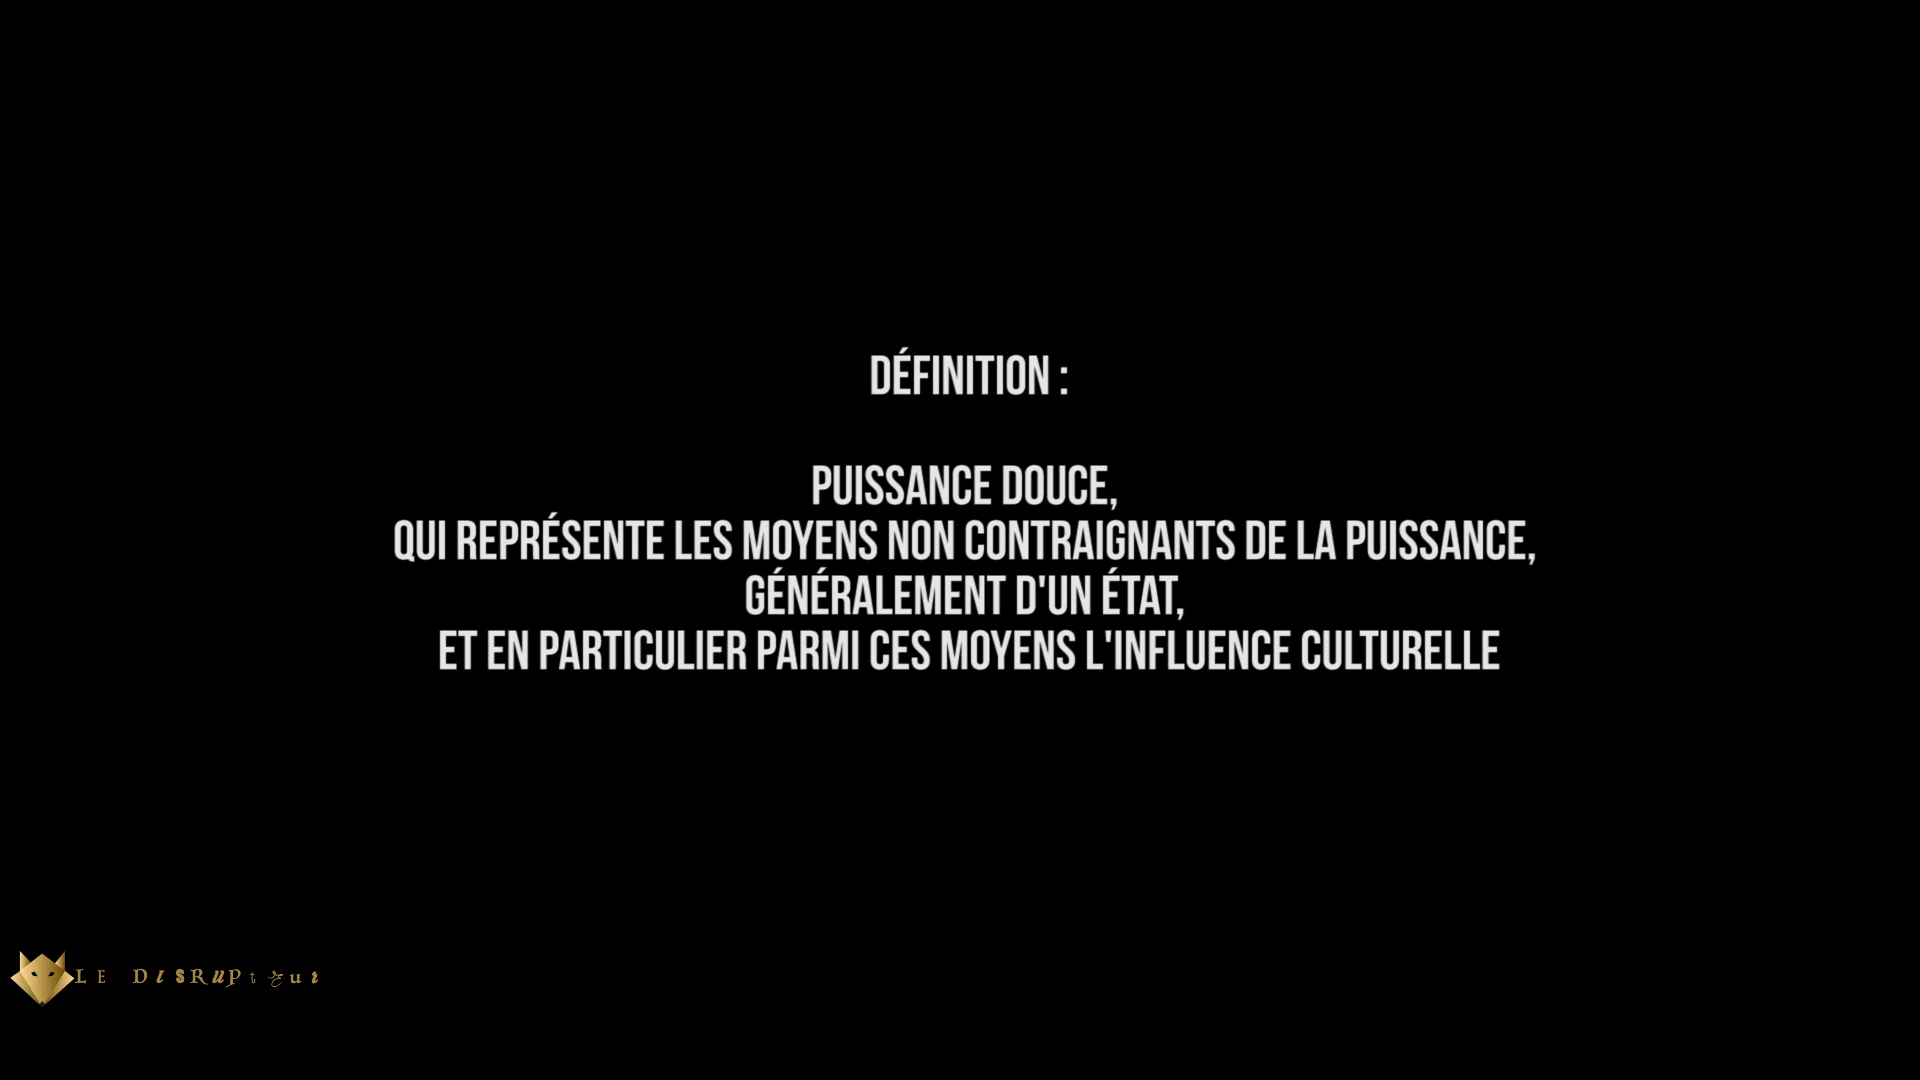 DÉFINITION :
PUISSANCE DOUCE,
QUI REPRÉSENTE LES MOYENS NON CONTRAIGNANTS DE LA PUISSANCE,
GÉNÉRALEMENT D'UN ÉTAT,
ET EN PARTICULIER PARMI CES MOYENS L'INFLUENCE CULTURELLE
LE DISRUPtEur